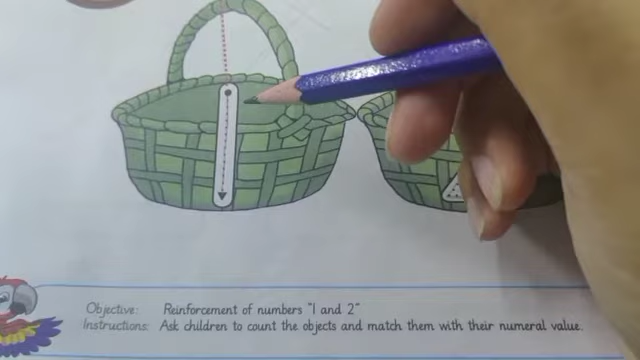 Objective: Reinforcement of numbers "1 and 2"
Instructions: Ask children to count the objects and match them with their numeral value.